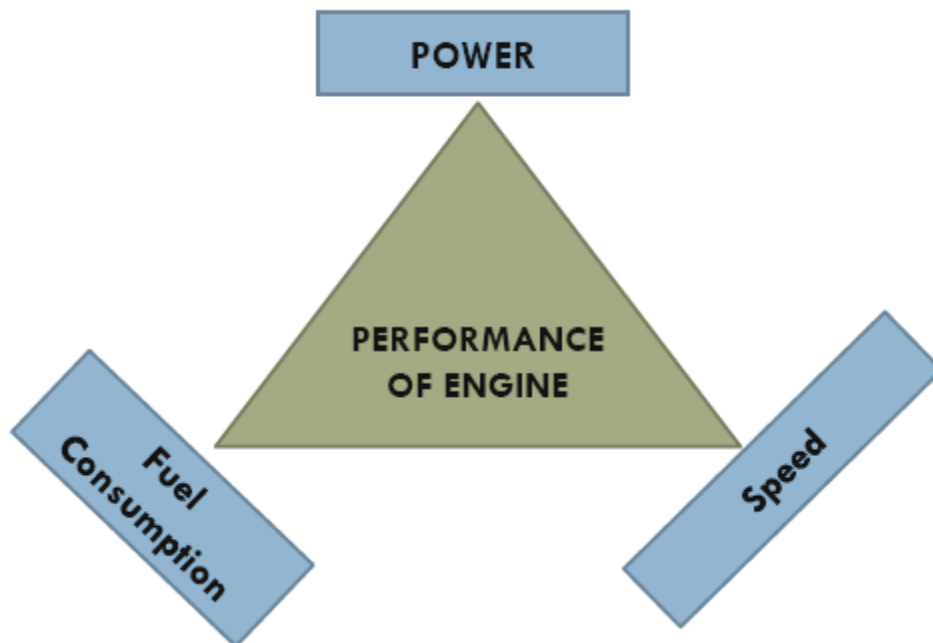 POWER
PERFORMANCE
OF ENGINE
Fuel
Consumption
Speed